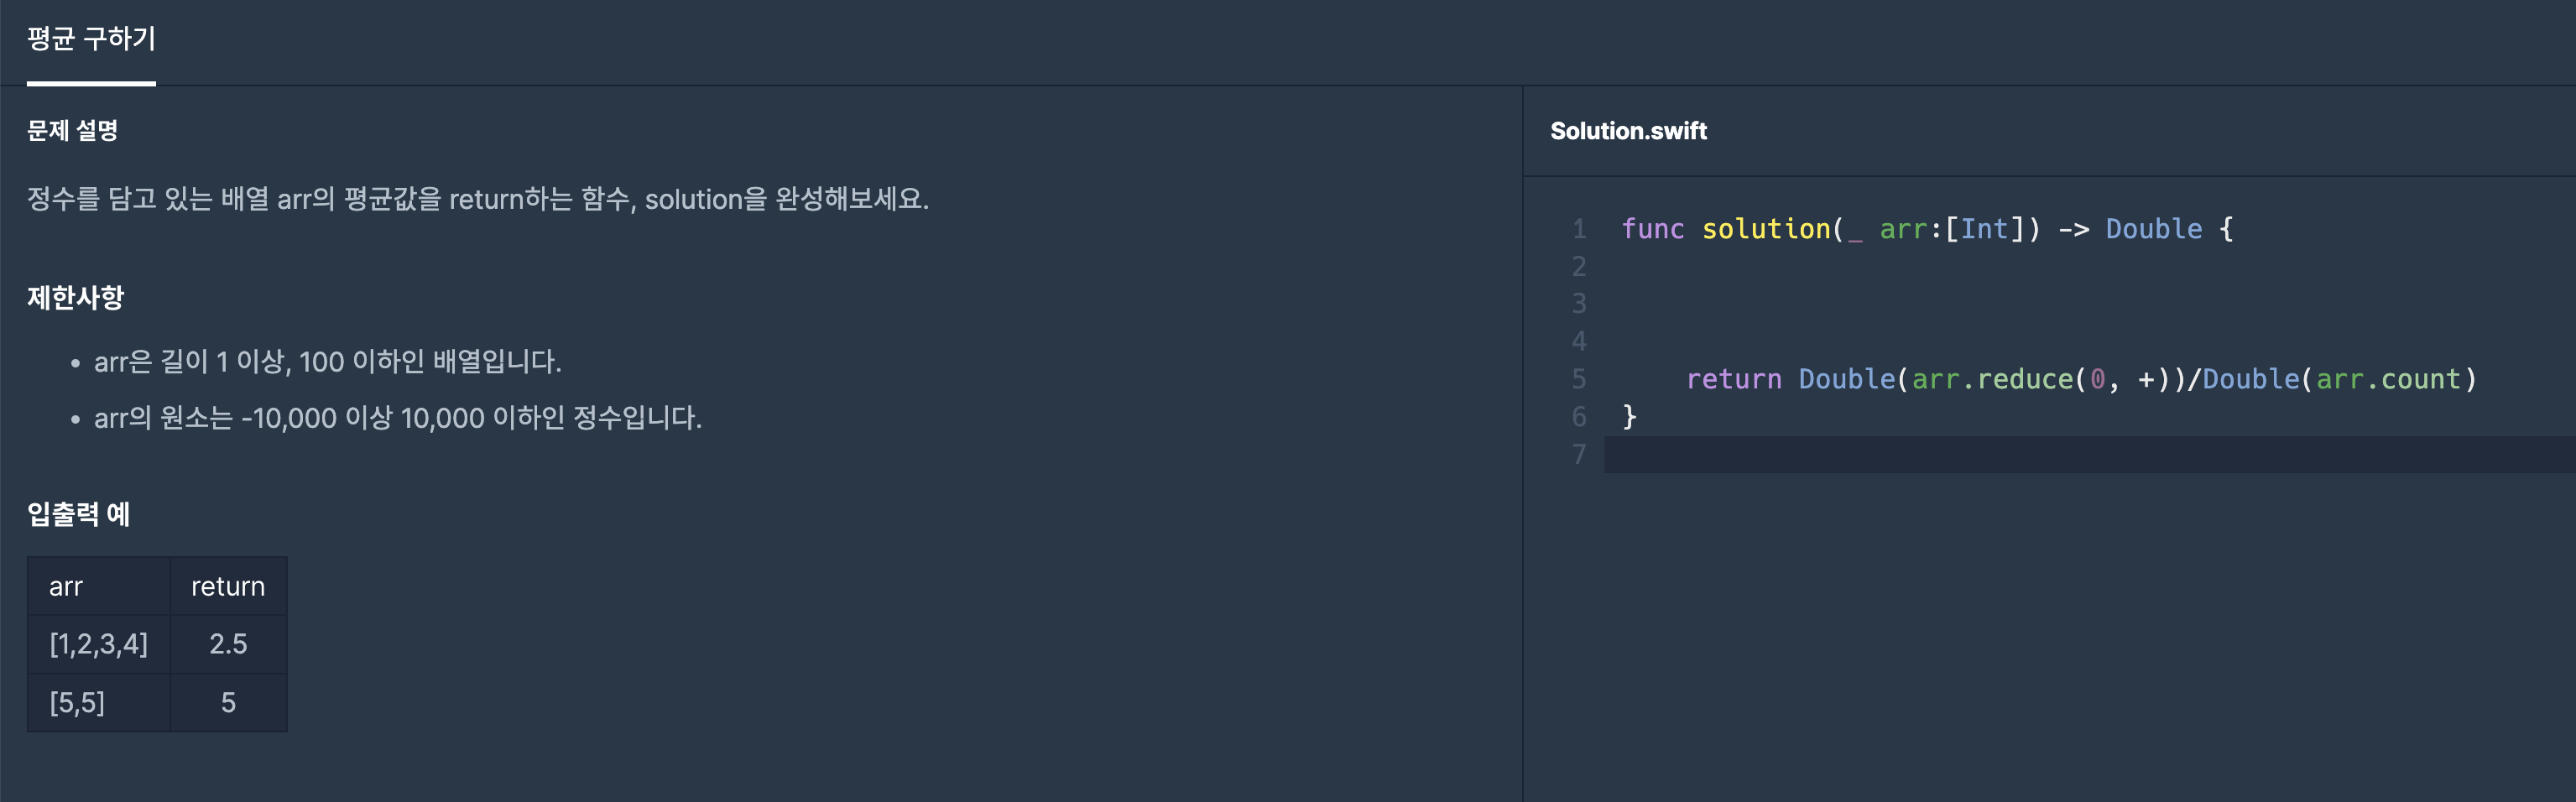 평균 구하기
문제 설명
정수를 담고 있는 배열 arr의 평균값을 return하는 함수, solution을 완성해보세요.
제한사항
• arr은 길이 1 이상, 100 이하인 배열입니다.
• arr의 원소는 -10,000 이상 10,000 이하인 정수입니다.
입출력 예
arr return
[1,2,3,4] 2.5
[5,5] 5
Solution.swift
1 func solution(_ arr:[Int]) -> Double {
2
3
4
5     return Double(arr.reduce(0, +))/Double(arr.count)
6 }
7